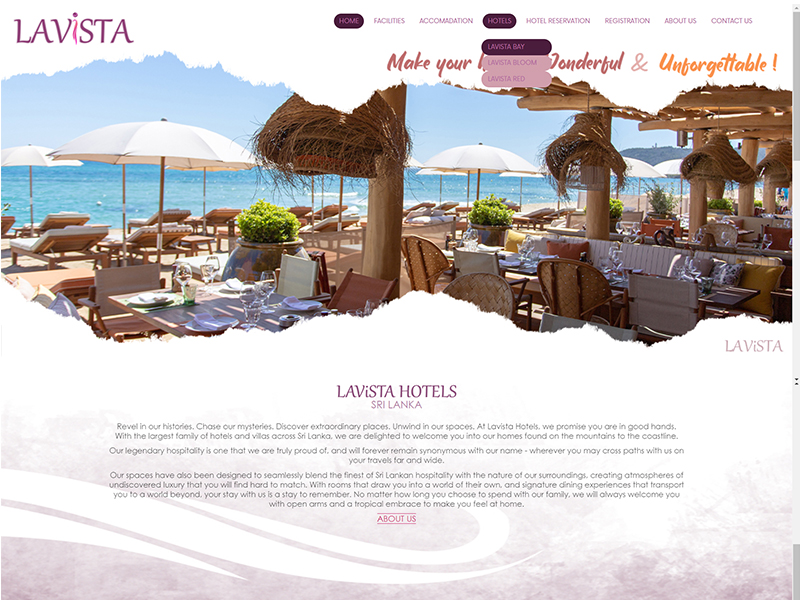 LAViSTA
HOME FACILITIES ACCOMADATION HOTELS HOTEL RESERVATION REGISTRATION ABOUT US CONTACT US
LAVISTA BAY
LAVISTA BLOOM
LAVISTA RED
Make your Wonderful & Unforgettable !
LAViSTA
LAViSTA HOTELS
SRI LANKA
Revel in our histories. Chase our mysteries. Discover extraordinary places. Unwind in our spaces. At Lavista Hotels, we promise you are in good hands.
With the largest family of hotels and villas across Sri Lanka, we are delighted to welcome you into our homes found on the mountains to the coastline.
Our legendary hospitality is one that we are truly proud of, and will forever remain synonymous with our name - wherever you may cross paths with us on
your travels far and wide.
Our spaces have also been designed to seamlessly blend the finest of Sri Lankan hospitality with the nature of our surroundings, creating atmospheres of
undiscovered luxury that you will find hard to match. With rooms that draw you into a world of their own, and signature dining experiences that transport
you to a world beyond, your stay with us is a stay to remember. No matter how long you choose to spend with our family, we will always welcome you
with open arms and a tropical embrace to make you feel at home.
ABOUT US